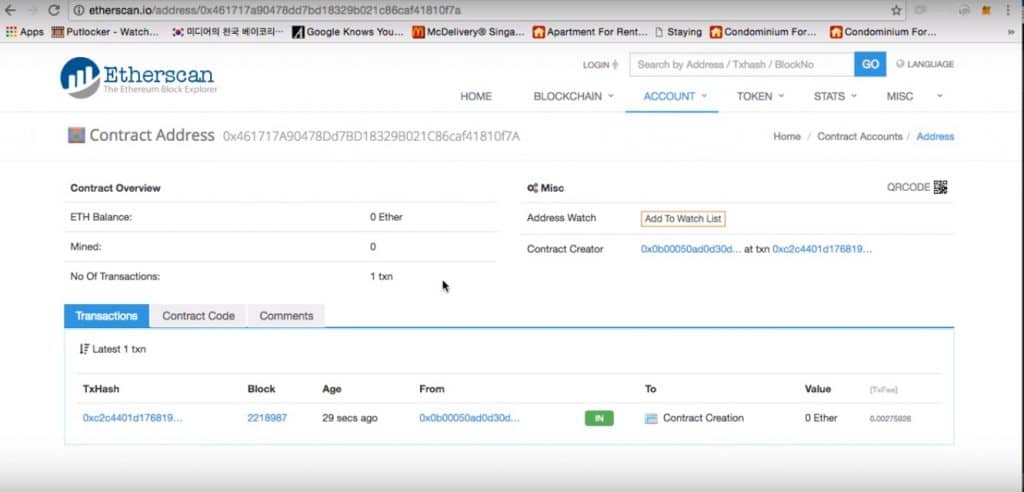 etherscan.io/address/0x461717a90478dd7bd18329b021c86caf41810f7a
Apps Putlocker - Watch... 미디어의 천국 베이코리... Google Knows You... McDelivery® Singa... Apartment For Rent... Staying Condominium For... Condominium For... »
Etherscan
The Ethereum Block Explorer
LOGIN Search by Address / Txhash / BlockNo GO LANGUAGE
HOME BLOCKCHAIN ACCOUNT TOKEN STATS MISC
Contract Address 0x461717A90478Dd7BD18329B021C86caf41810f7A Home / Contract Accounts / Address
Contract Overview
ETH Balance: 0 Ether
Mined: 0
No Of Transactions: 1 txn
Misc QRCODE
Address Watch Add To Watch List
Contract Creator 0x0b00050ad0d30d... at txn 0xc2c4401d176819...
Transactions Contract Code Comments
Latest 1 txn
TxHash Block Age From To Value [TxFee]
0xc2c4401d176819... 2218987 29 secs ago 0x0b00050ad0d30d... IN Contract Creation 0 Ether 0.00275926